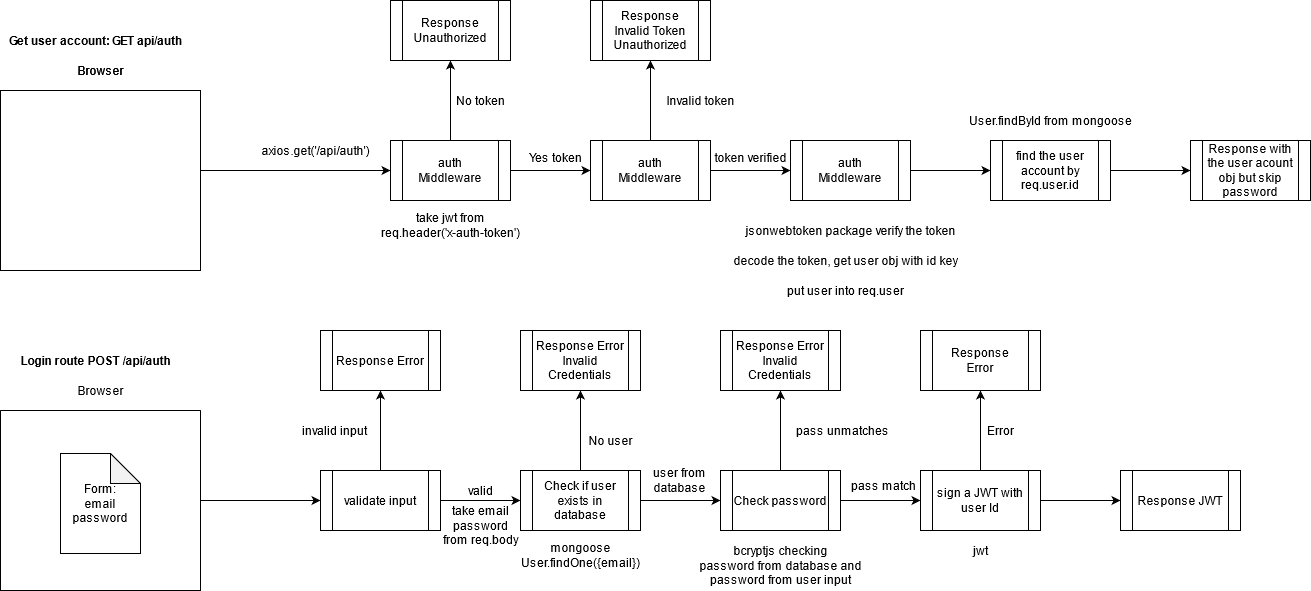 Get user account: GET api/auth
Browser
Response
Unauthorized
Response
Invalid Token
Unauthorized
No token
Invalid token
axios.get('/api/auth')
auth
Middleware
take jwt from
req.header('x-auth-token')
Yes token
auth
Middleware
token verified
auth
Middleware
jsonwebtoken package verify the token
decode the token, get user obj with id key
put user into req.user
User.findById from mongoose
find the user
account by
req.user.id
Response with
the user acount
obj but skip
password
Login route POST /api/auth
Browser
Form:
email
password
Response Error
Response Error
Invalid
Credentials
Response Error
Invalid
Credentials
Response
Error
invalid input
No user
pass unmatches
Error
validate input
valid
take email
password
from req.body
Check if user
exists in
database
mongoose
User.findOne({email})
user from
database
Check password
bcryptjs checking
password from database and
password from user input
pass match
sign a JWT with
user Id
jwt
Response JWT